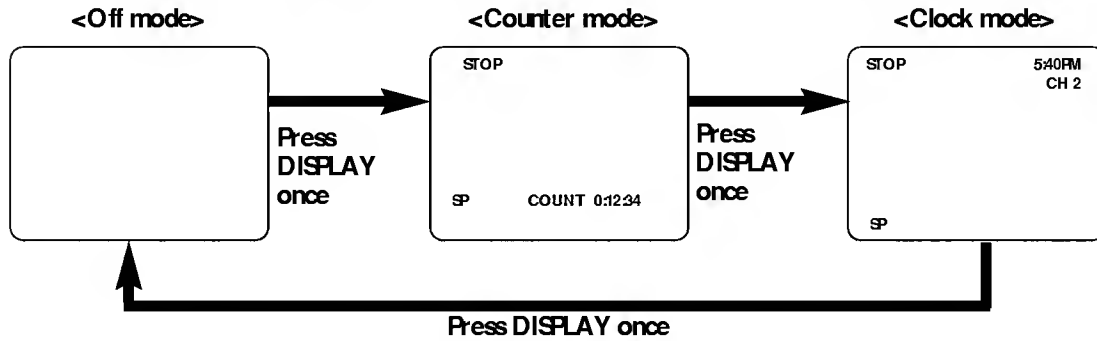 <Off mode>
<Counter mode>
<Clock mode>
Press
DISPLAY
once
STOP
SP COUNT 0:12:34
Press
DISPLAY
once
STOP 5:40PM
CH 2
SP
Press DISPLAY once